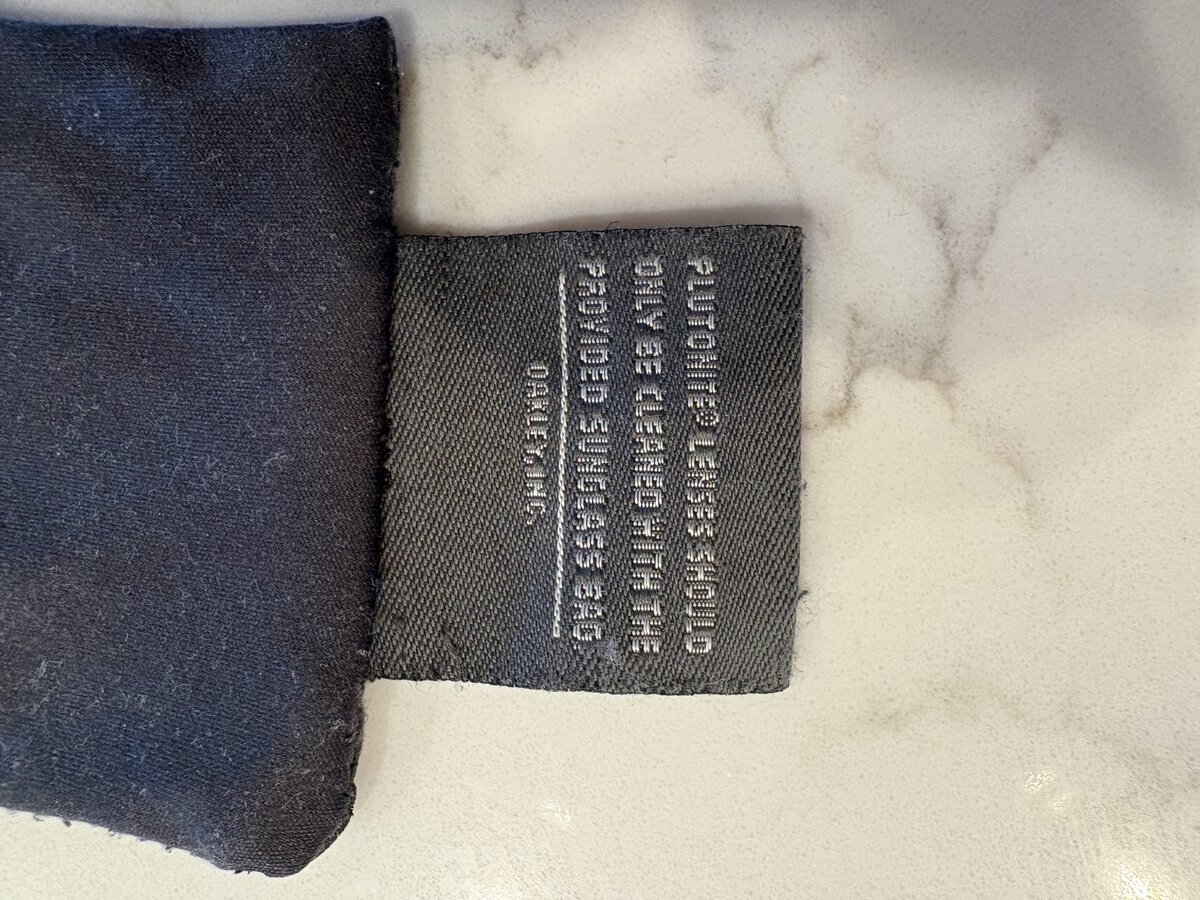 PLUTONITE® LENSES SHOULD
ONLY BE CLEANED WITH THE
PROVIDED SUNGLASS BAG.
OAKLEY, INC.